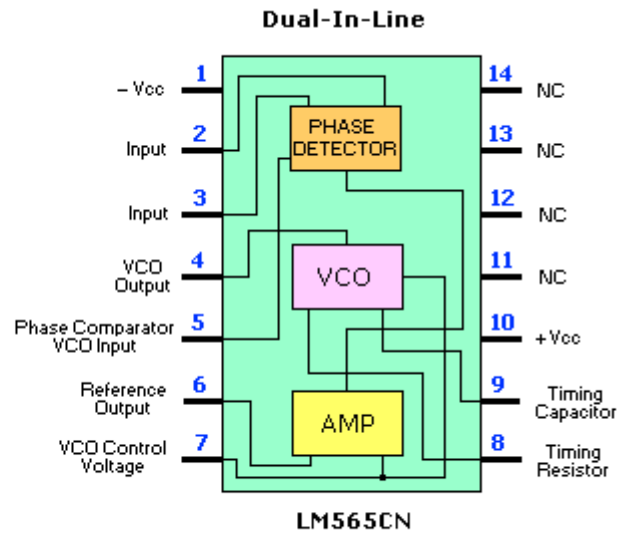 Dual-In-Line
1
– Vcc
2
Input
3
Input
4
VCO
Output
5
Phase Comparator
VCO Input
6
Reference
Output
7
VCO Control
Voltage
PHASE
DETECTOR
VCO
AMP
14
NC
13
NC
12
NC
11
NC
10
+Vcc
9
Timing
Capacitor
8
Timing
Resistor
LM565CN